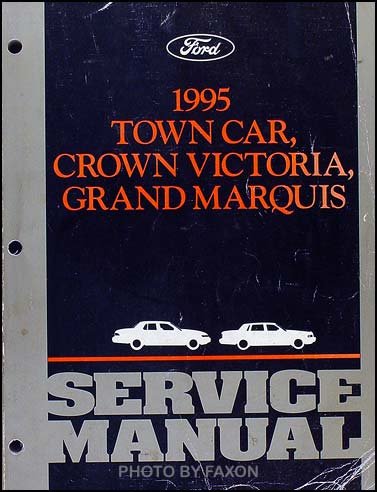 Ford
1995
TOWN CAR,
CROWN VICTORIA,
GRAND MARQUIS
SERVICE
MANUAL
PHOTO BY FAXON